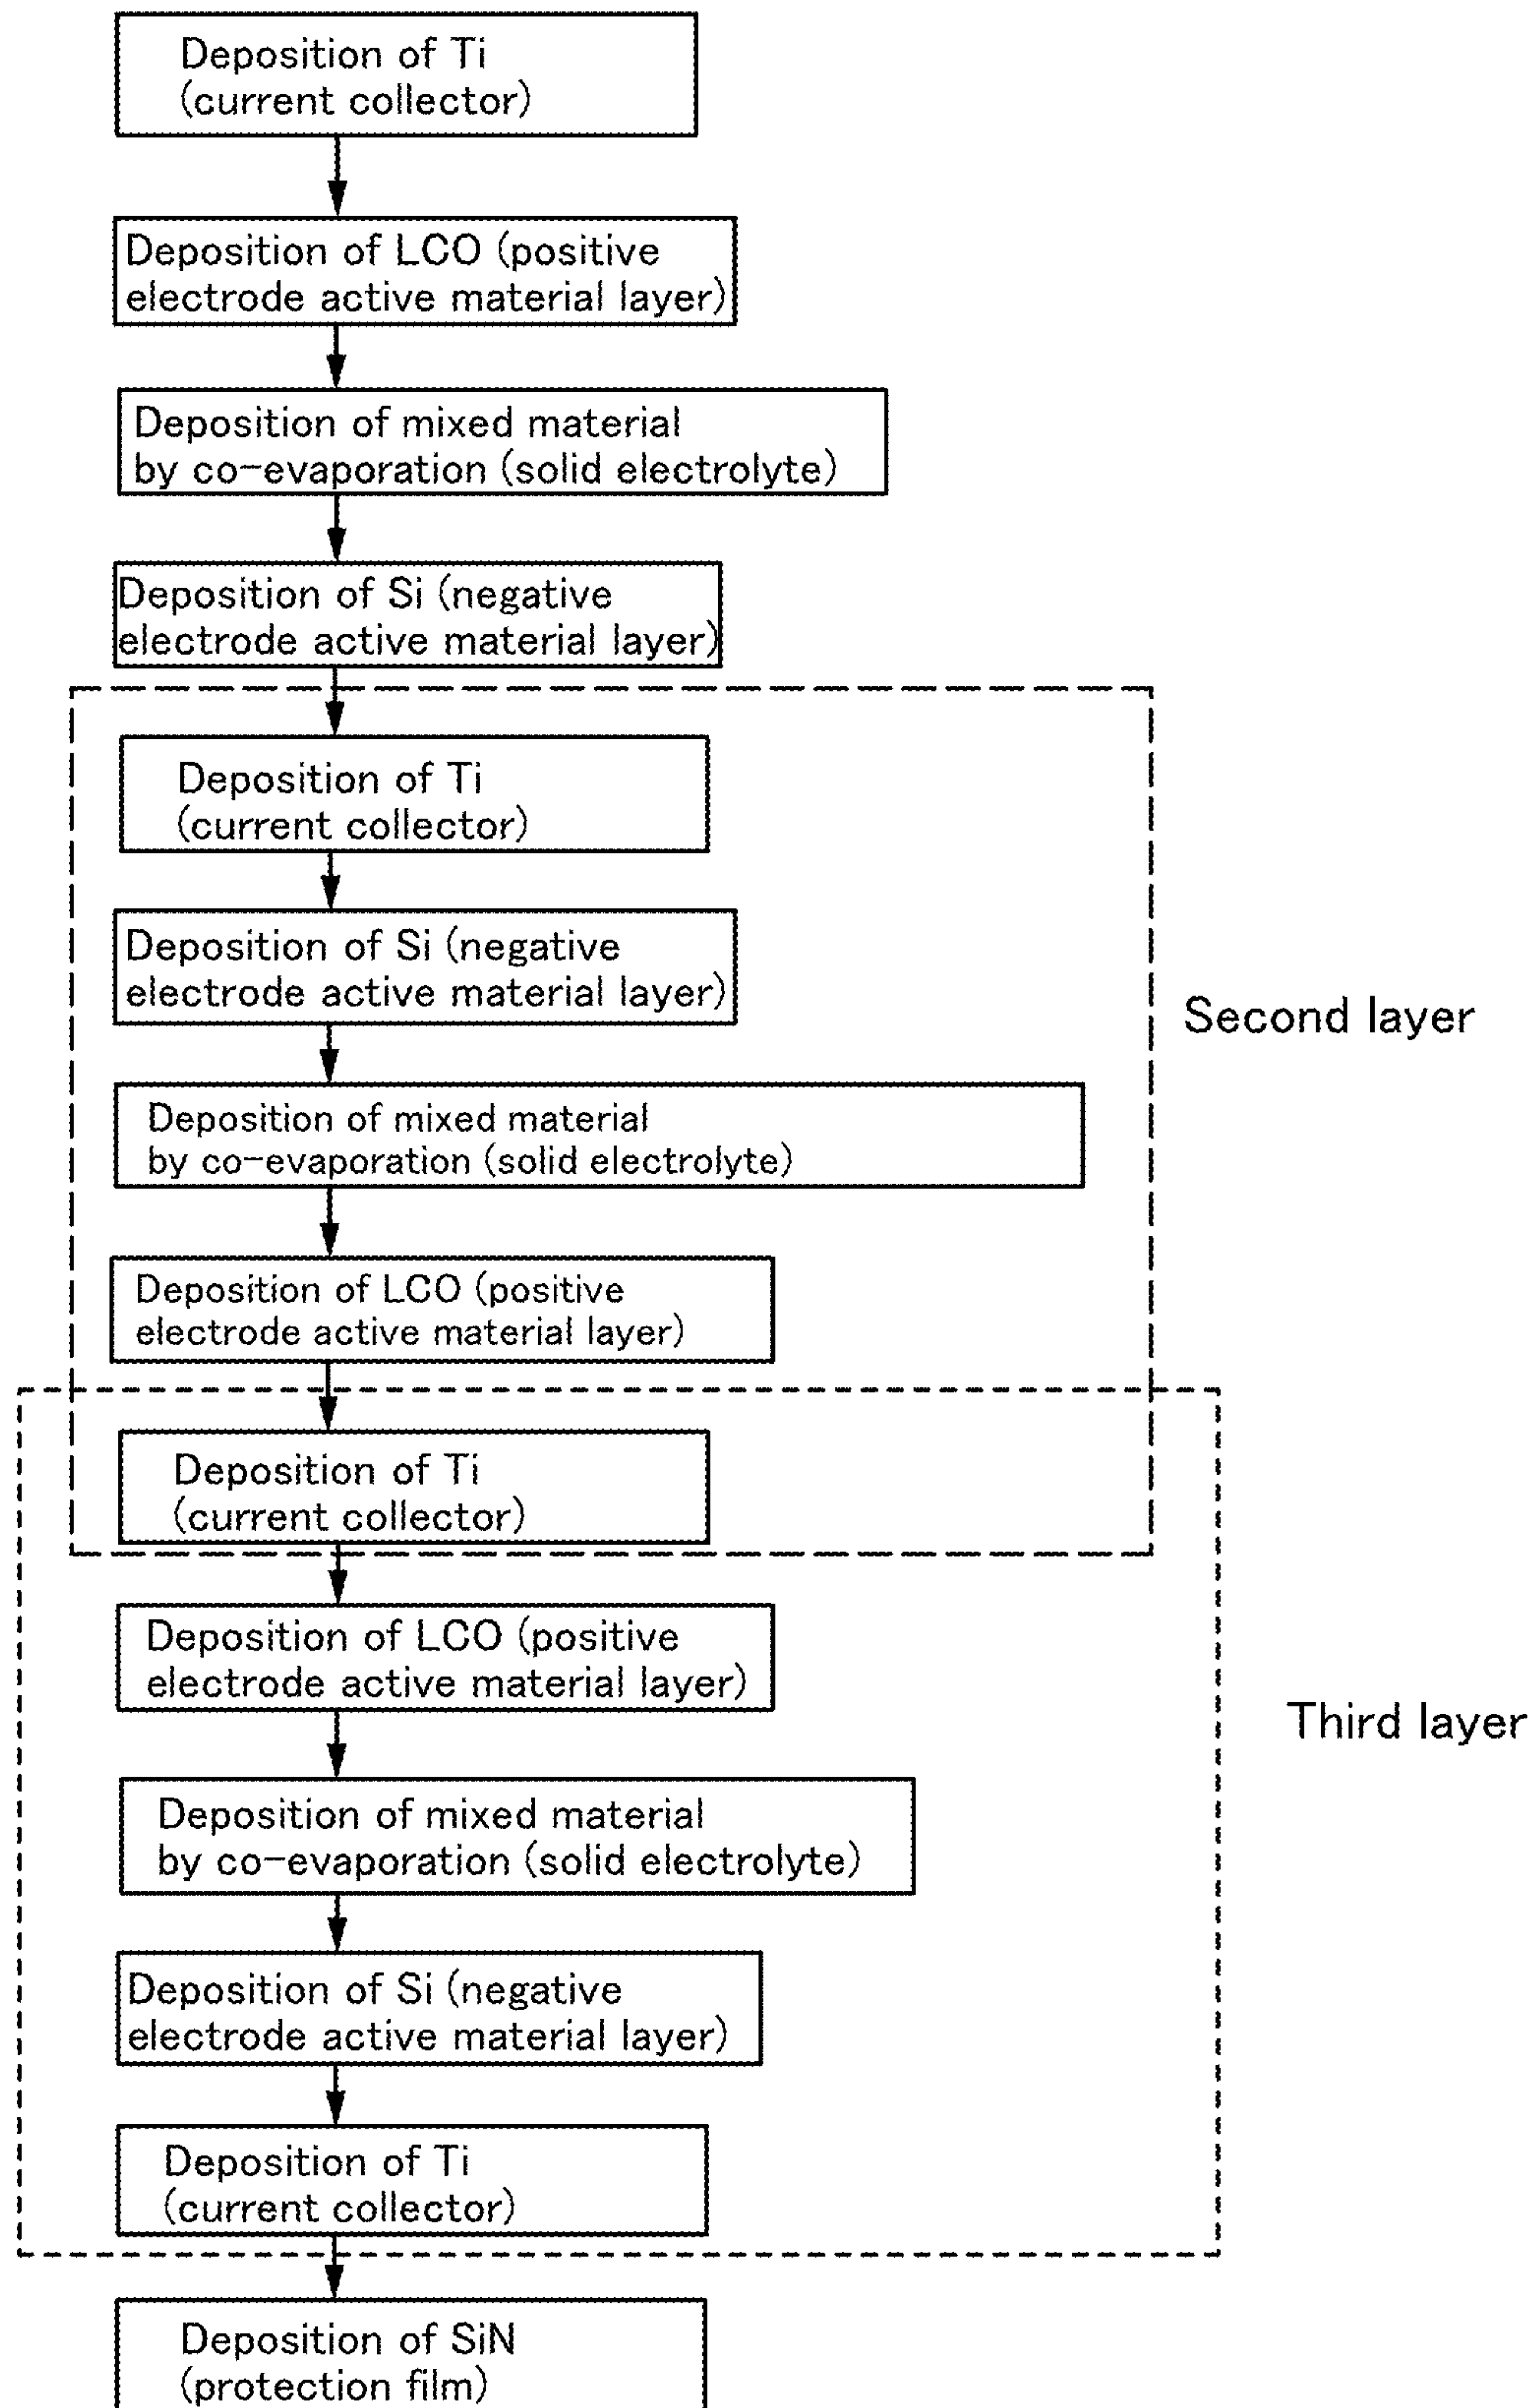 Deposition of Ti
(current collector)
Deposition of LCO (positive
electrode active material layer)
Deposition of mixed material
by co-evaporation (solid electrolyte)
Deposition of Si (negative
electrode active material layer)
Deposition of Ti
(current collector)
Deposition of Si (negative
electrode active material layer)
Second layer
Deposition of mixed material
by co-evaporation (solid electrolyte)
Deposition of LCO (positive
electrode active material layer)
Deposition of Ti
(current collector)
Deposition of LCO (positive
electrode active material layer)
Third layer
Deposition of mixed material
by co-evaporation (solid electrolyte)
Deposition of Si (negative
electrode active material layer)
Deposition of Ti
(current collector)
Deposition of SiN
(protection film)